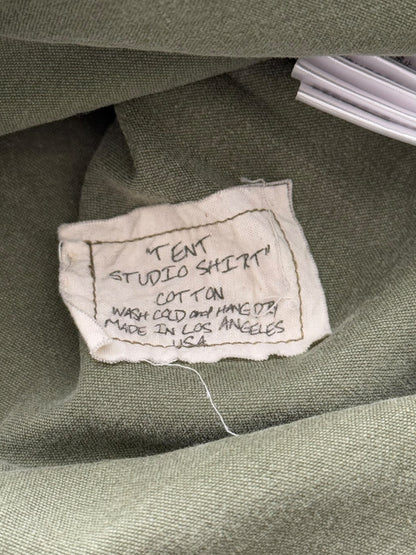 "TENT
STUDIO SHIRT"
COTTON
WASH COLD and HANG DRY
MADE IN LOS ANGELES
USA